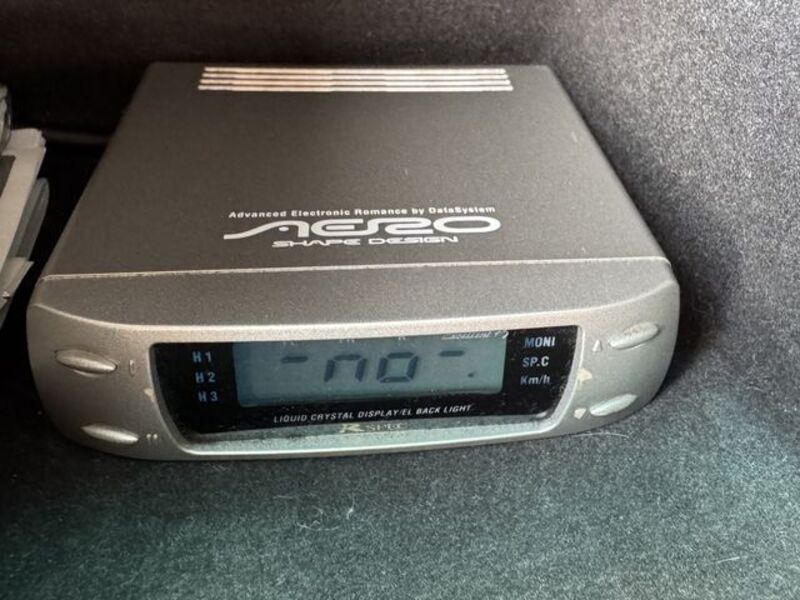 Advanced Electronic Romance by DataSystem
AERO
SHAPE DESIGN
H1
H2
H3
-no-.
MONI
SP.C
Km/h
LIQUID CRYSTAL DISPLAY/EL BACK LIGHT
R SPEC